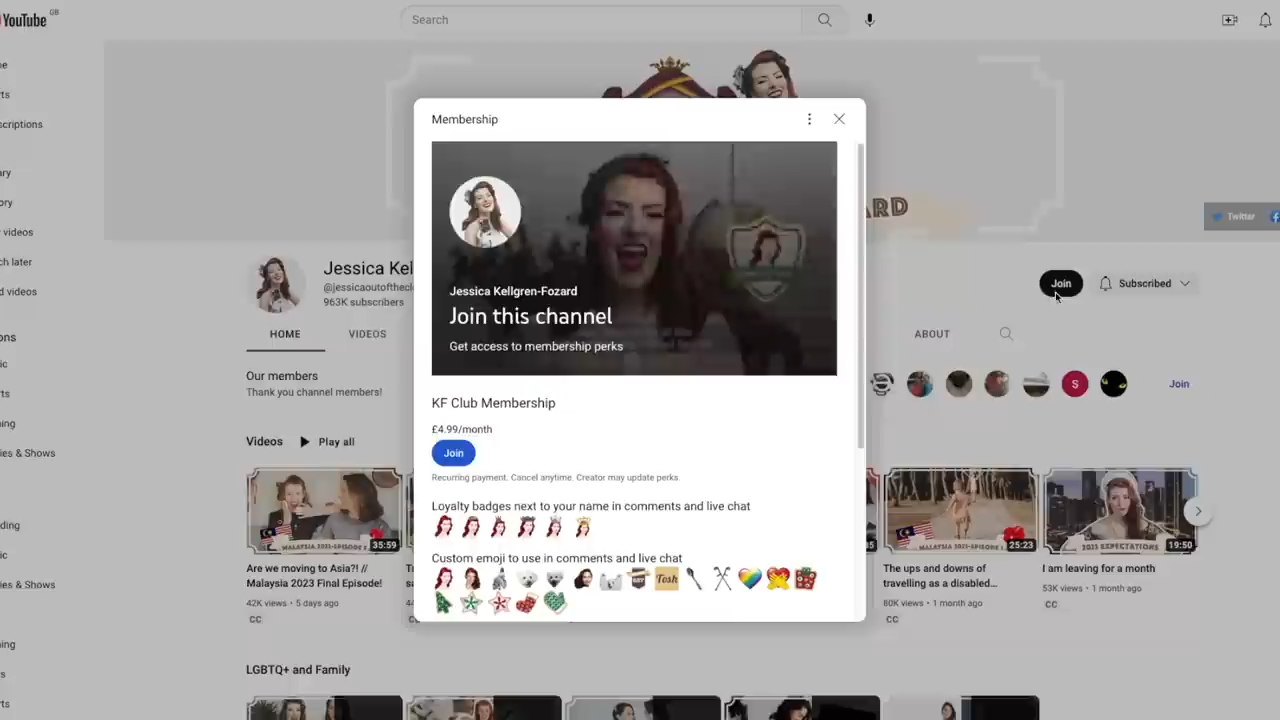 YouTube GB
Search
ARD
Twitter
Jessica Kel
@jessicaoutofthecl
963K subscribers
Join
Subscribed
HOME
VIDEOS
ABOUT
Our members
Thank you channel members!
S
Join
Videos
Play all
Membership
Jessica Kellgren-Fozard
Join this channel
Get access to membership perks
KF Club Membership
£4.99/month
Join
Recurring payment. Cancel anytime. Creator may update perks.
Loyalty badges next to your name in comments and live chat
Custom emoji to use in comments and live chat
Tosh
35:59
Are we moving to Asia?! //
Malaysia 2023 Final Episode!
42K views • 5 days ago
CC
25:23
The ups and downs of
travelling as a disabled…
80K views • 1 month ago
CC
2023 EXPECTATIONS
19:50
I am leaving for a month
53K views • 1 month ago
CC
LGBTQ+ and Family